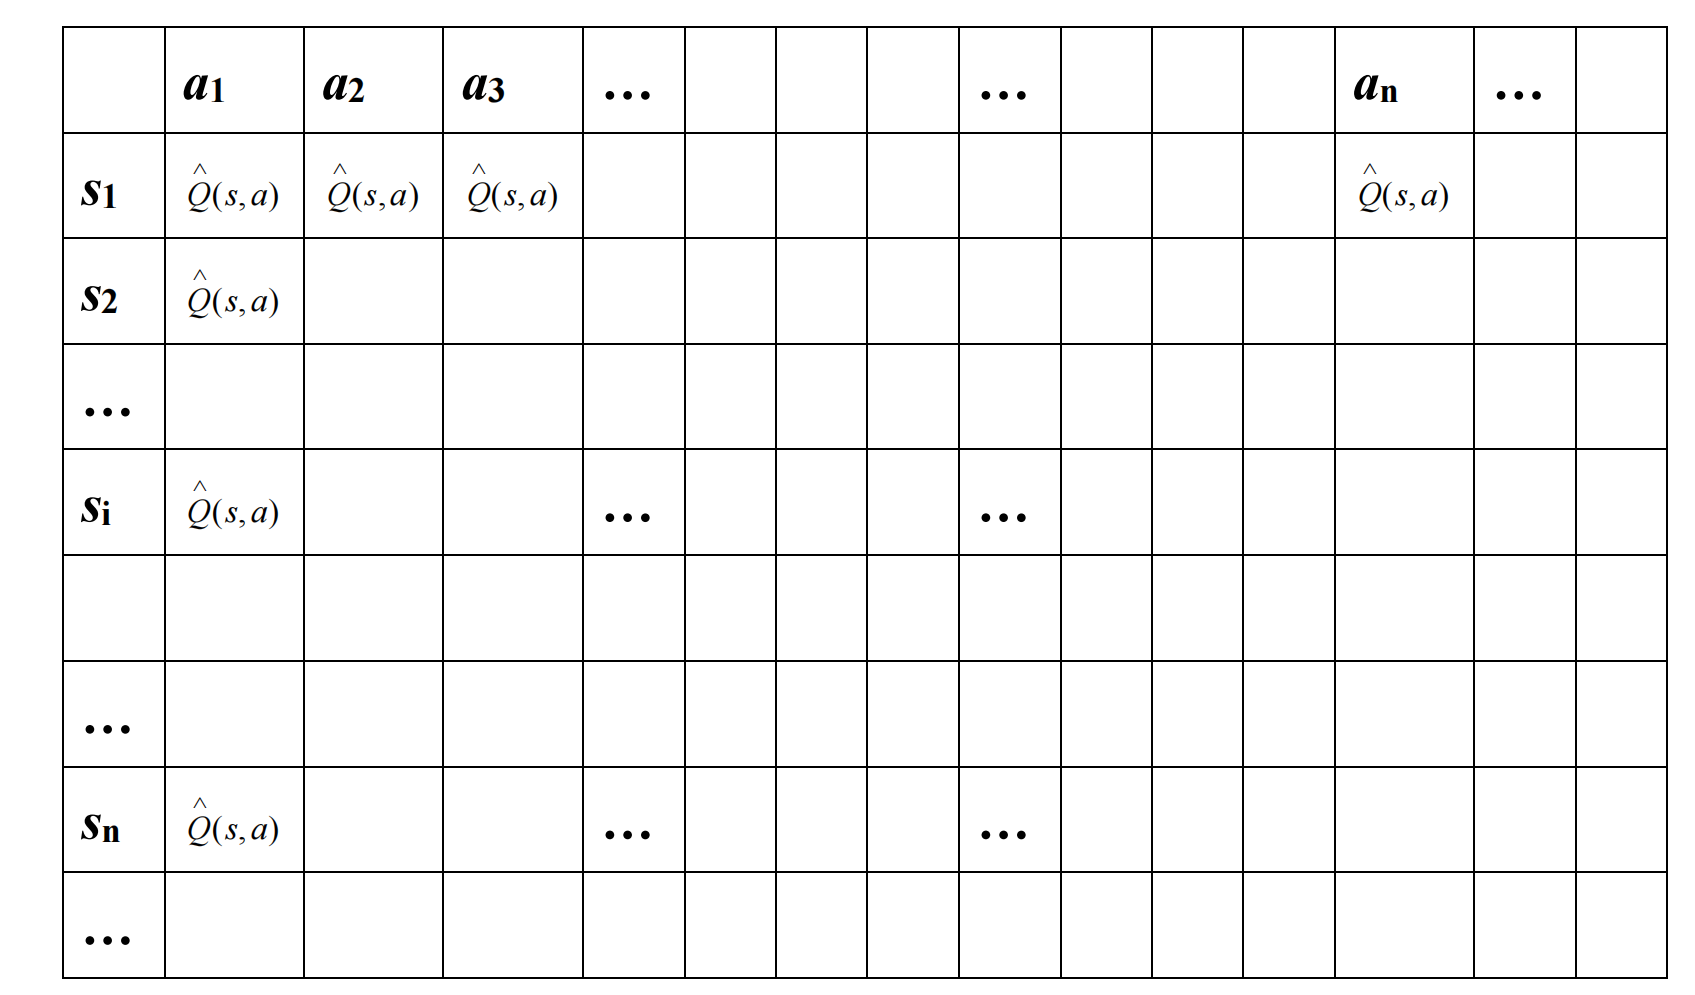 a1 a2 a3 ... ... an ...
s1 Q̂(s,a) Q̂(s,a) Q̂(s,a) Q̂(s,a)
s2 Q̂(s,a)
...
si Q̂(s,a) ... ...
...
sn Q̂(s,a) ... ...
...